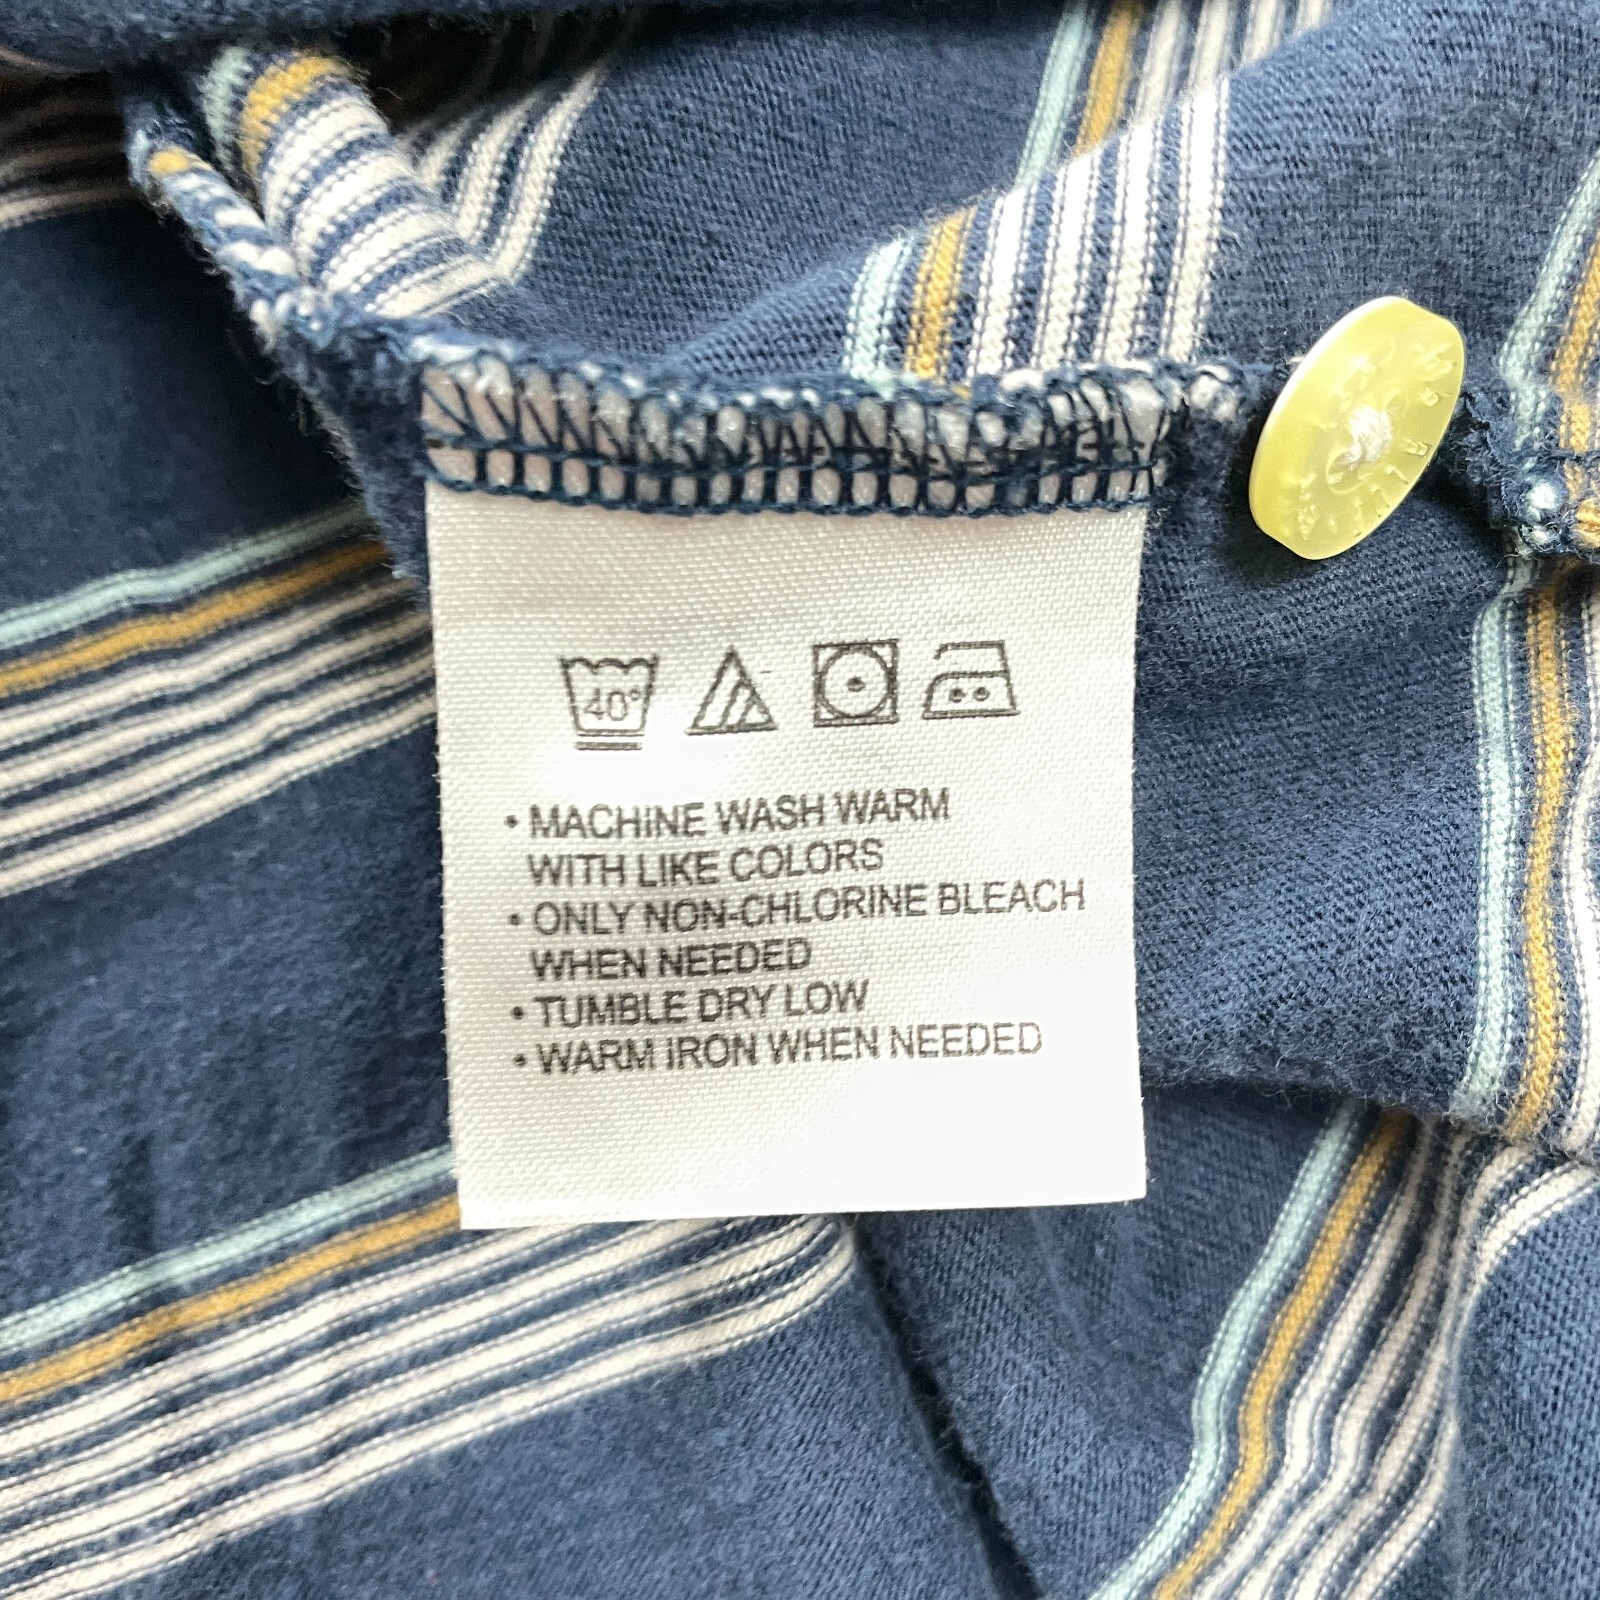 40°
• MACHINE WASH WARM
WITH LIKE COLORS
• ONLY NON-CHLORINE BLEACH
WHEN NEEDED
• TUMBLE DRY LOW
• WARM IRON WHEN NEEDED